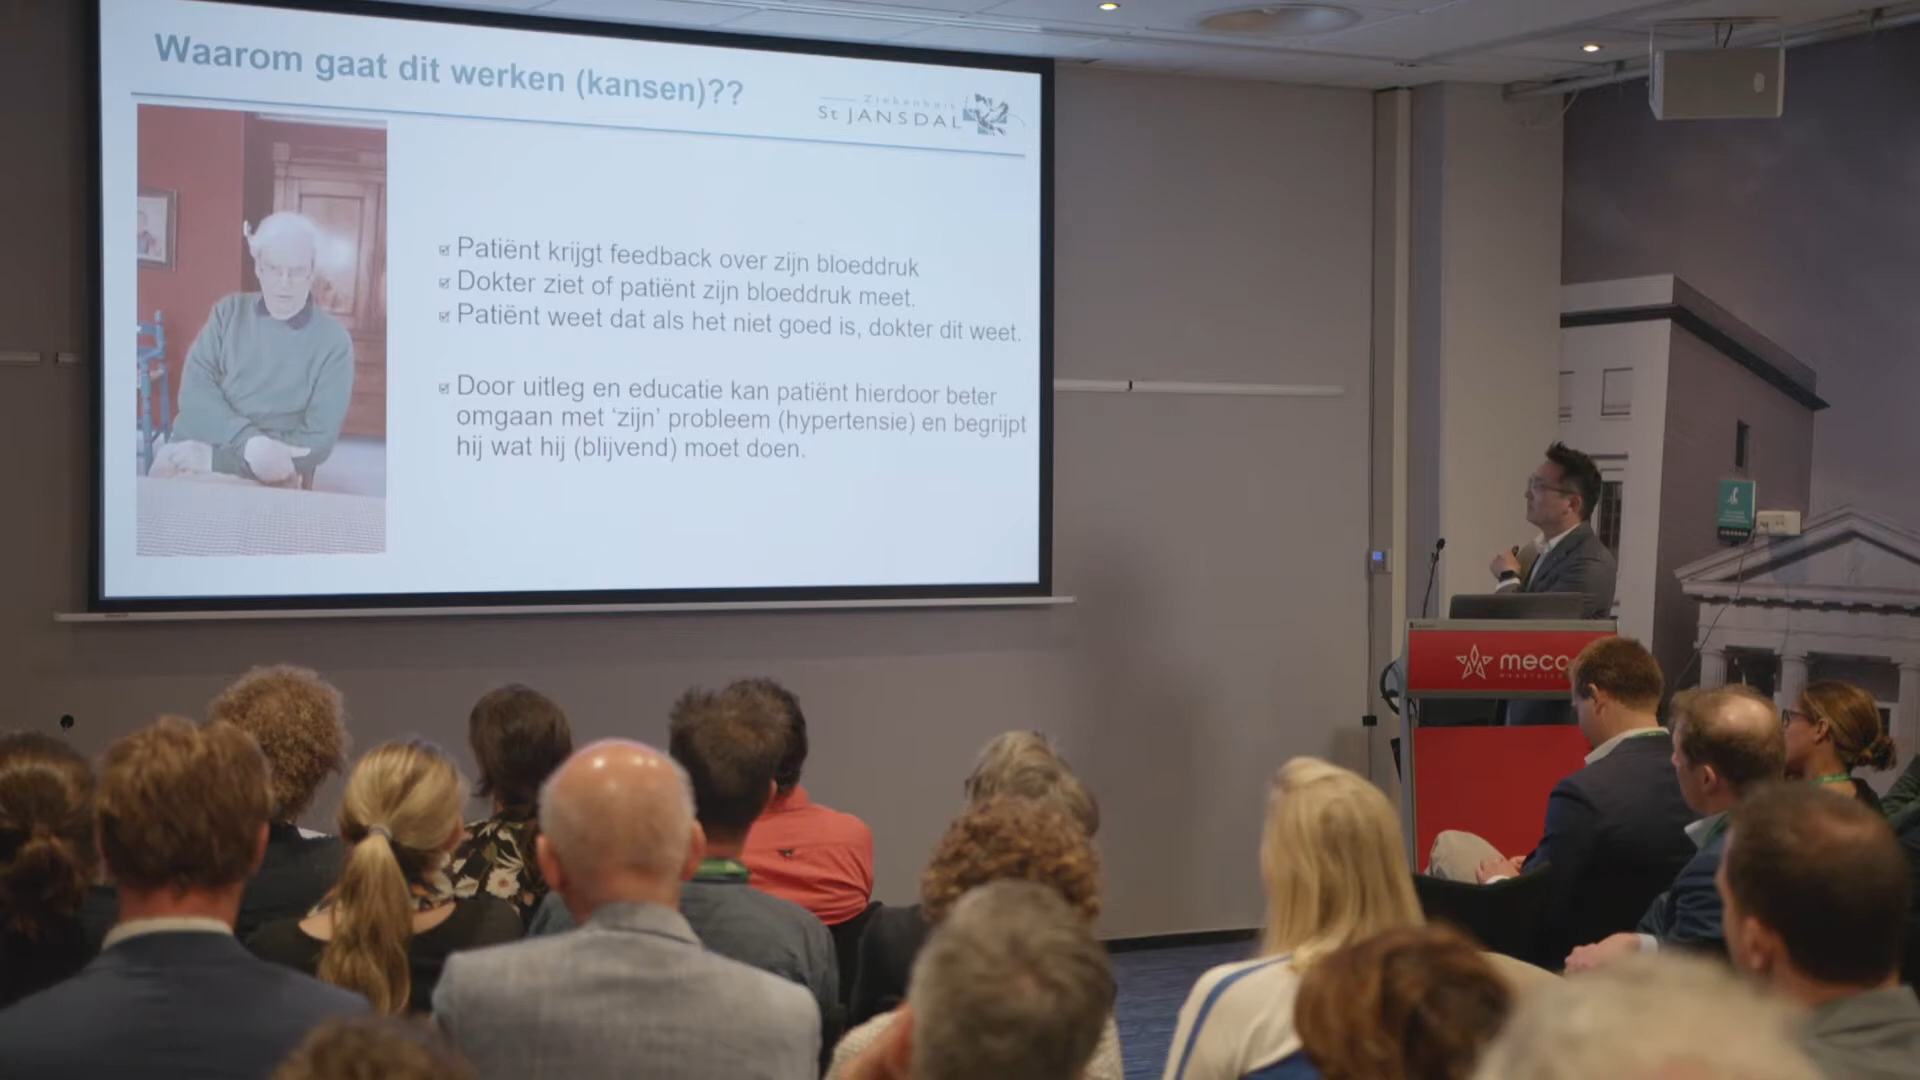 Waarom gaat dit werken (kansen)??
Ziekenhuis
St JANSDAL
Patiënt krijgt feedback over zijn bloeddruk
Dokter ziet of patiënt zijn bloeddruk meet.
Patiënt weet dat als het niet goed is, dokter dit weet.
Door uitleg en educatie kan patiënt hierdoor beter
omgaan met ‘zijn’ probleem (hypertensie) en begrijpt
hij wat hij (blijvend) moet doen.
mecc